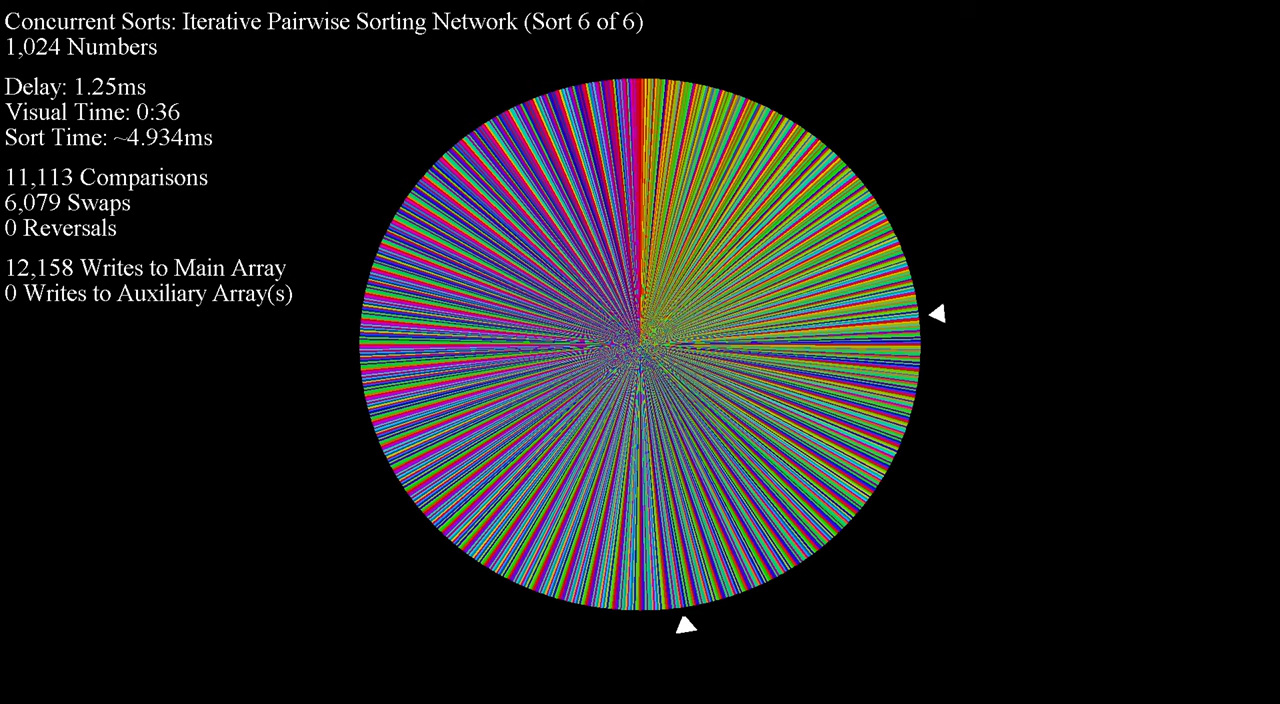 Concurrent Sorts: Iterative Pairwise Sorting Network (Sort 6 of 6)
1,024 Numbers
Delay: 1.25ms
Visual Time: 0:36
Sort Time: ~4.934ms
11,113 Comparisons
6,079 Swaps
0 Reversals
12,158 Writes to Main Array
0 Writes to Auxiliary Array(s)